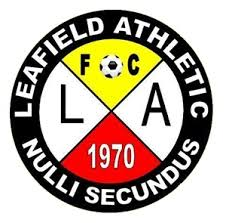 LEAFIELD ATHLETIC
F C
L A
1970
NULLI SECUNDUS